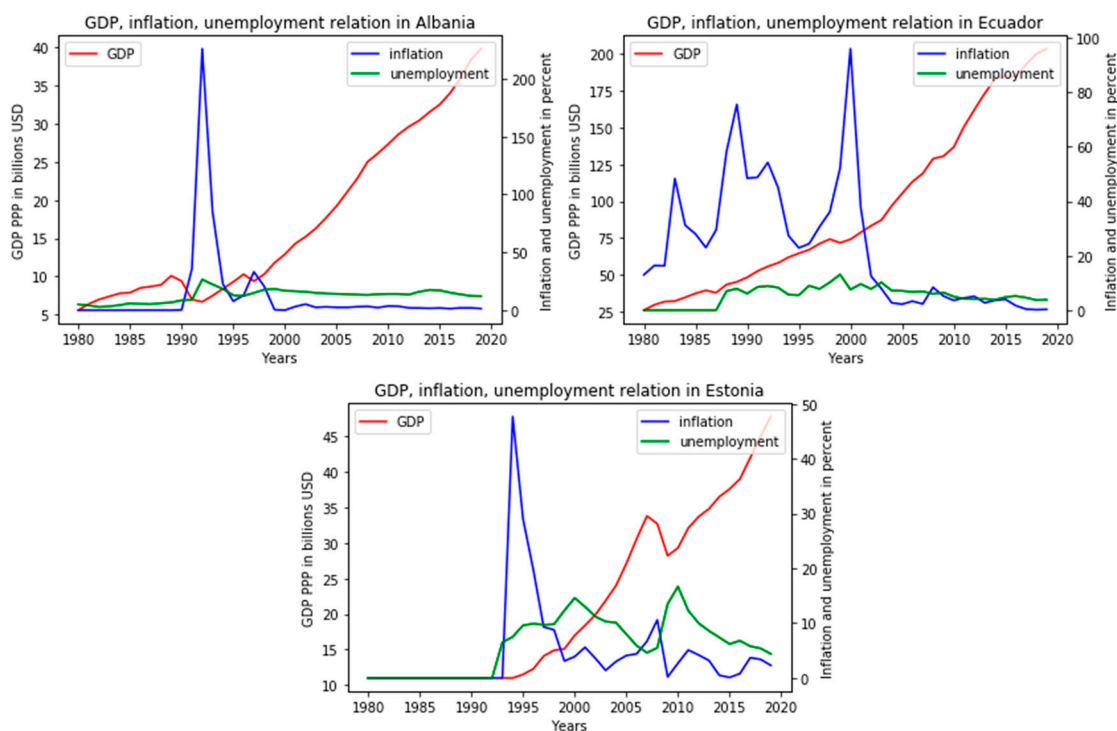 GDP, inflation, unemployment relation in Albania
GDP
inflation
unemployment
40
35
30
25
20
15
10
5
GDP PPP in billions USD
200
150
100
50
0
Inflation and unemployment in percent
1980 1985 1990 1995 2000 2005 2010 2015 2020
Years
GDP, inflation, unemployment relation in Ecuador
GDP
inflation
unemployment
200
175
150
125
100
75
50
25
GDP PPP in billions USD
100
80
60
40
20
0
Inflation and unemployment in percent
1980 1985 1990 1995 2000 2005 2010 2015 2020
Years
GDP, inflation, unemployment relation in Estonia
GDP
inflation
unemployment
45
40
35
30
25
20
15
10
GDP PPP in billions USD
50
40
30
20
10
0
Inflation and unemployment in percent
1980 1985 1990 1995 2000 2005 2010 2015 2020
Years